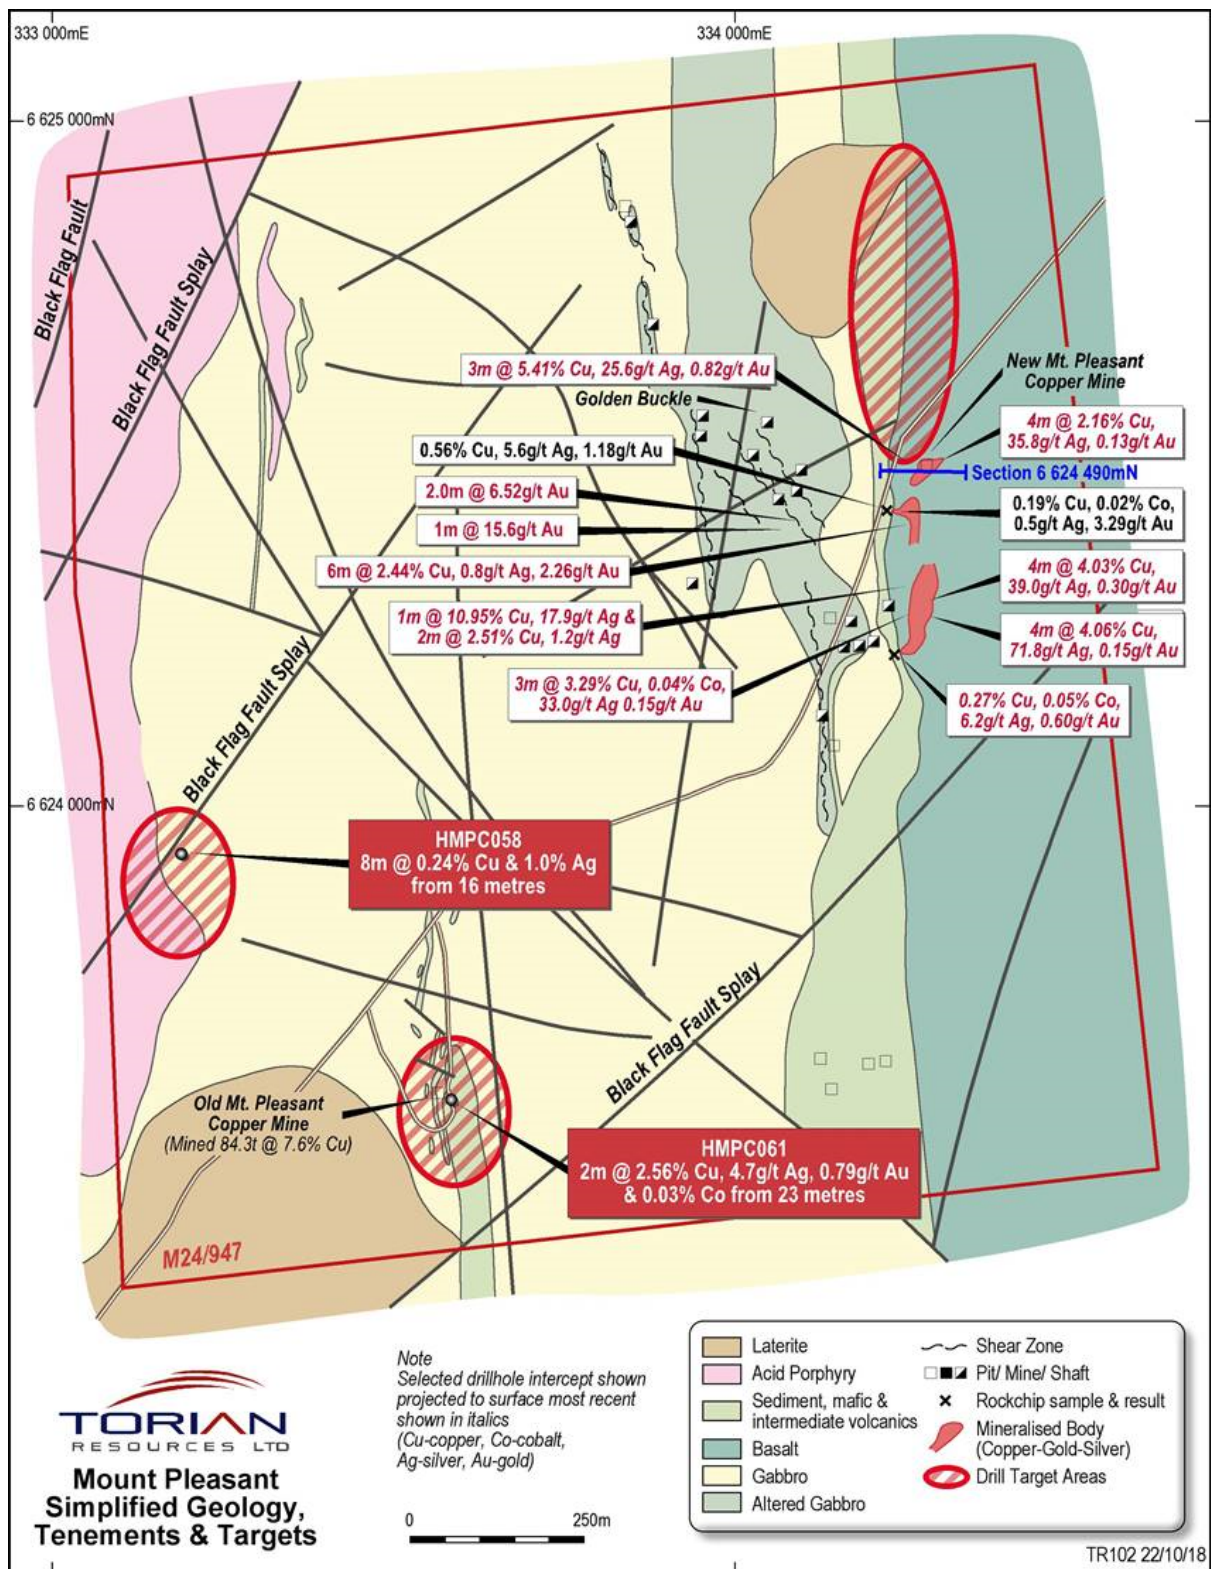 333 000mE
334 000mE
6 625 000mN
Black Flag Fault
Black Flag Fault Splay
3m @ 5.41% Cu, 25.6g/t Ag, 0.82g/t Au
New Mt. Pleasant
Copper Mine
Golden Buckle
4m @ 2.16% Cu,
35.8g/t Ag, 0.13g/t Au
0.56% Cu, 5.6g/t Ag, 1.18g/t Au
Section 6 624 490mN
2.0m @ 6.52g/t Au
0.19% Cu, 0.02% Co,
0.5g/t Ag, 3.29g/t Au
1m @ 15.6g/t Au
6m @ 2.44% Cu, 0.8g/t Ag, 2.26g/t Au
4m @ 4.03% Cu,
39.0g/t Ag, 0.30g/t Au
1m @ 10.95% Cu, 17.9g/t Ag &
2m @ 2.51% Cu, 1.2g/t Ag
4m @ 4.06% Cu,
71.8g/t Ag, 0.15g/t Au
3m @ 3.29% Cu, 0.04% Co,
33.0g/t Ag 0.15g/t Au
0.27% Cu, 0.05% Co,
6.2g/t Ag, 0.60g/t Au
Black Flag Fault Splay
6 624 000mN
HMPC058
8m @ 0.24% Cu & 1.0% Ag
from 16 metres
Black Flag Fault Splay
Old Mt. Pleasant
Copper Mine
(Mined 84.3t @ 7.6% Cu)
HMPC061
2m @ 2.56% Cu, 4.7g/t Ag, 0.79g/t Au
& 0.03% Co from 23 metres
M24/947
TORIAN
RESOURCES LTD
Mount Pleasant
Simplified Geology,
Tenements & Targets
Note
Selected drillhole intercept shown
projected to surface most recent
shown in italics
(Cu-copper, Co-cobalt,
Ag-silver, Au-gold)
0 250m
Laterite
Acid Porphyry
Sediment, mafic &
intermediate volcanics
Basalt
Gabbro
Altered Gabbro
Shear Zone
Pit/ Mine/ Shaft
Rockchip sample & result
Mineralised Body
(Copper-Gold-Silver)
Drill Target Areas
TR102 22/10/18